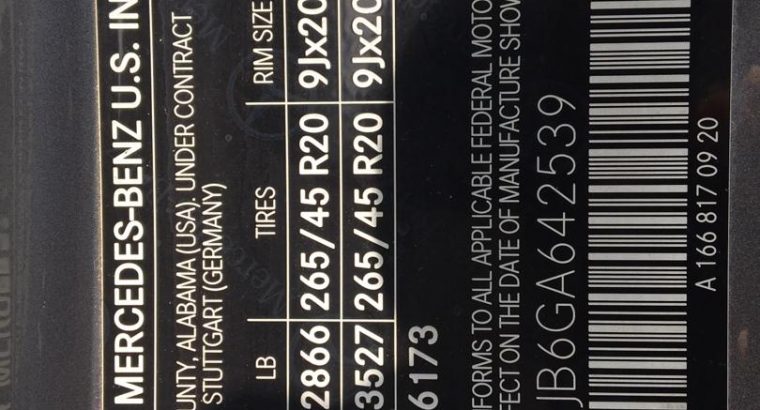 MERCEDES-BENZ U.S. IN
UNTY, ALABAMA (USA). UNDER CONTRACT
STUTTGART (GERMANY)
LB TIRES RIM SIZE
2866 265/45 R20 9Jx20
3527 265/45 R20 9Jx20
6173
FORMS TO ALL APPLICABLE FEDERAL MOTO
FECT ON THE DATE OF MANUFACTURE SHOW
JB6GA642539
A 166 817 09 20